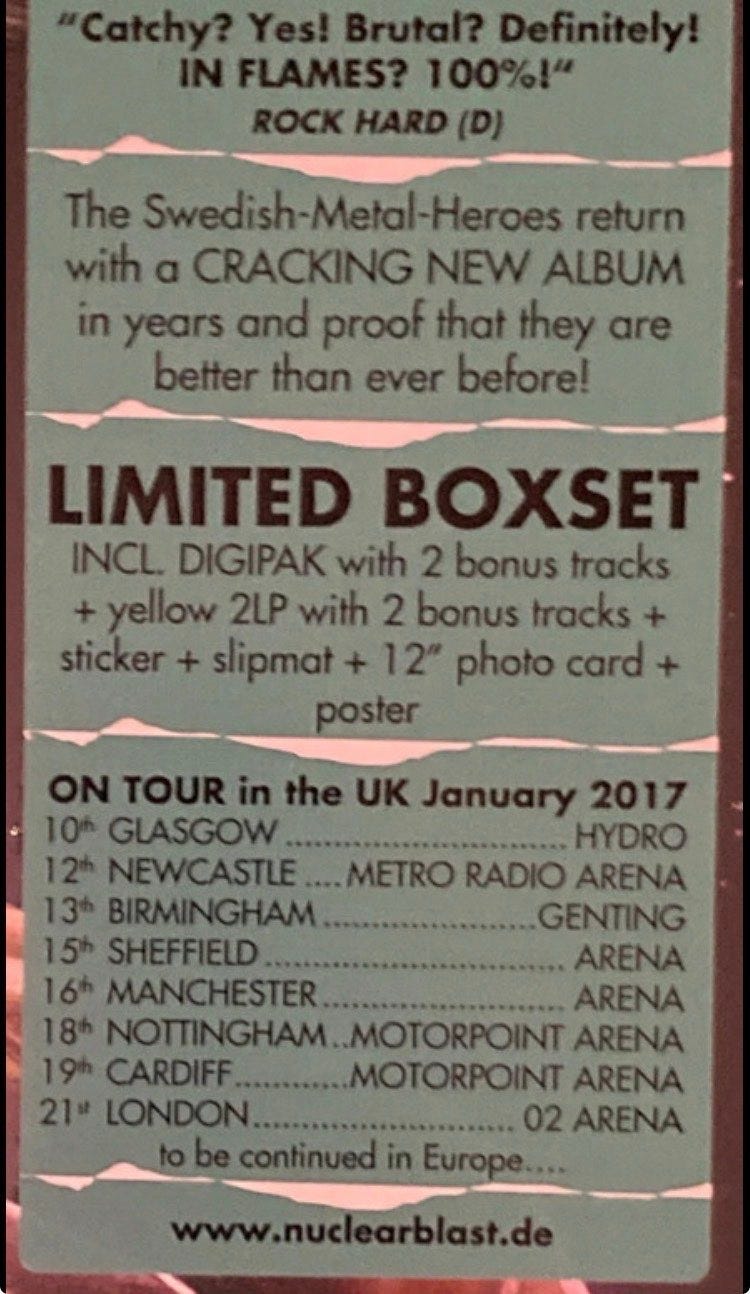 "Catchy? Yes! Brutal? Definitely!
IN FLAMES? 100%!"
ROCK HARD (D)
The Swedish-Metal-Heroes return
with a CRACKING NEW ALBUM
in years and proof that they are
better than ever before!
LIMITED BOXSET
INCL. DIGIPAK with 2 bonus tracks
+ yellow 2LP with 2 bonus tracks +
sticker + slipmat + 12" photo card +
poster
ON TOUR in the UK January 2017
10th GLASGOW ............................ HYDRO
12th NEWCASTLE .... METRO RADIO ARENA
13th BIRMINGHAM ..................... GENTING
15th SHEFFIELD .............................. ARENA
16th MANCHESTER ........................ ARENA
18th NOTTINGHAM .. MOTORPOINT ARENA
19th CARDIFF ........... MOTORPOINT ARENA
21st LONDON .......................... 02 ARENA
to be continued in Europe....
www.nuclearblast.de